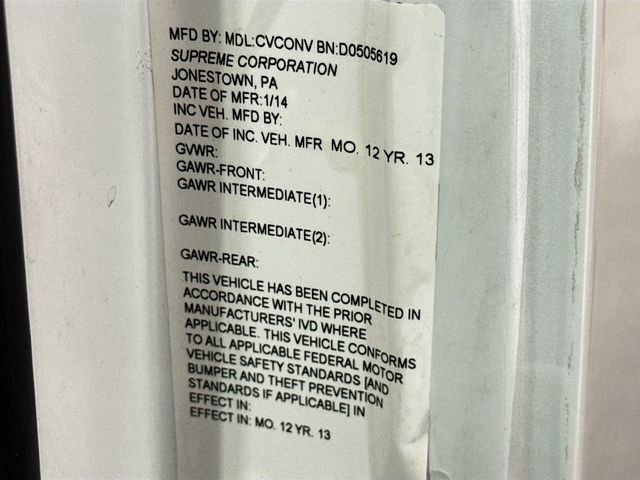 MFD BY: MDL:CVCONV BN:D0505619
SUPREME CORPORATION
JONESTOWN, PA
DATE OF MFR:1/14
INC VEH. MFD BY:
DATE OF INC. VEH. MFR MO. 12 YR. 13
GVWR:
GAWR-FRONT:
GAWR INTERMEDIATE(1):
GAWR INTERMEDIATE(2):
GAWR-REAR:
THIS VEHICLE HAS BEEN COMPLETED IN
ACCORDANCE WITH THE PRIOR
MANUFACTURERS' IVD WHERE
APPLICABLE. THIS VEHICLE CONFORMS
TO ALL APPLICABLE FEDERAL MOTOR
VEHICLE SAFETY STANDARDS [AND
BUMPER AND THEFT PREVENTION
STANDARDS IF APPLICABLE] IN
EFFECT IN:
EFFECT IN: MO. 12 YR. 13